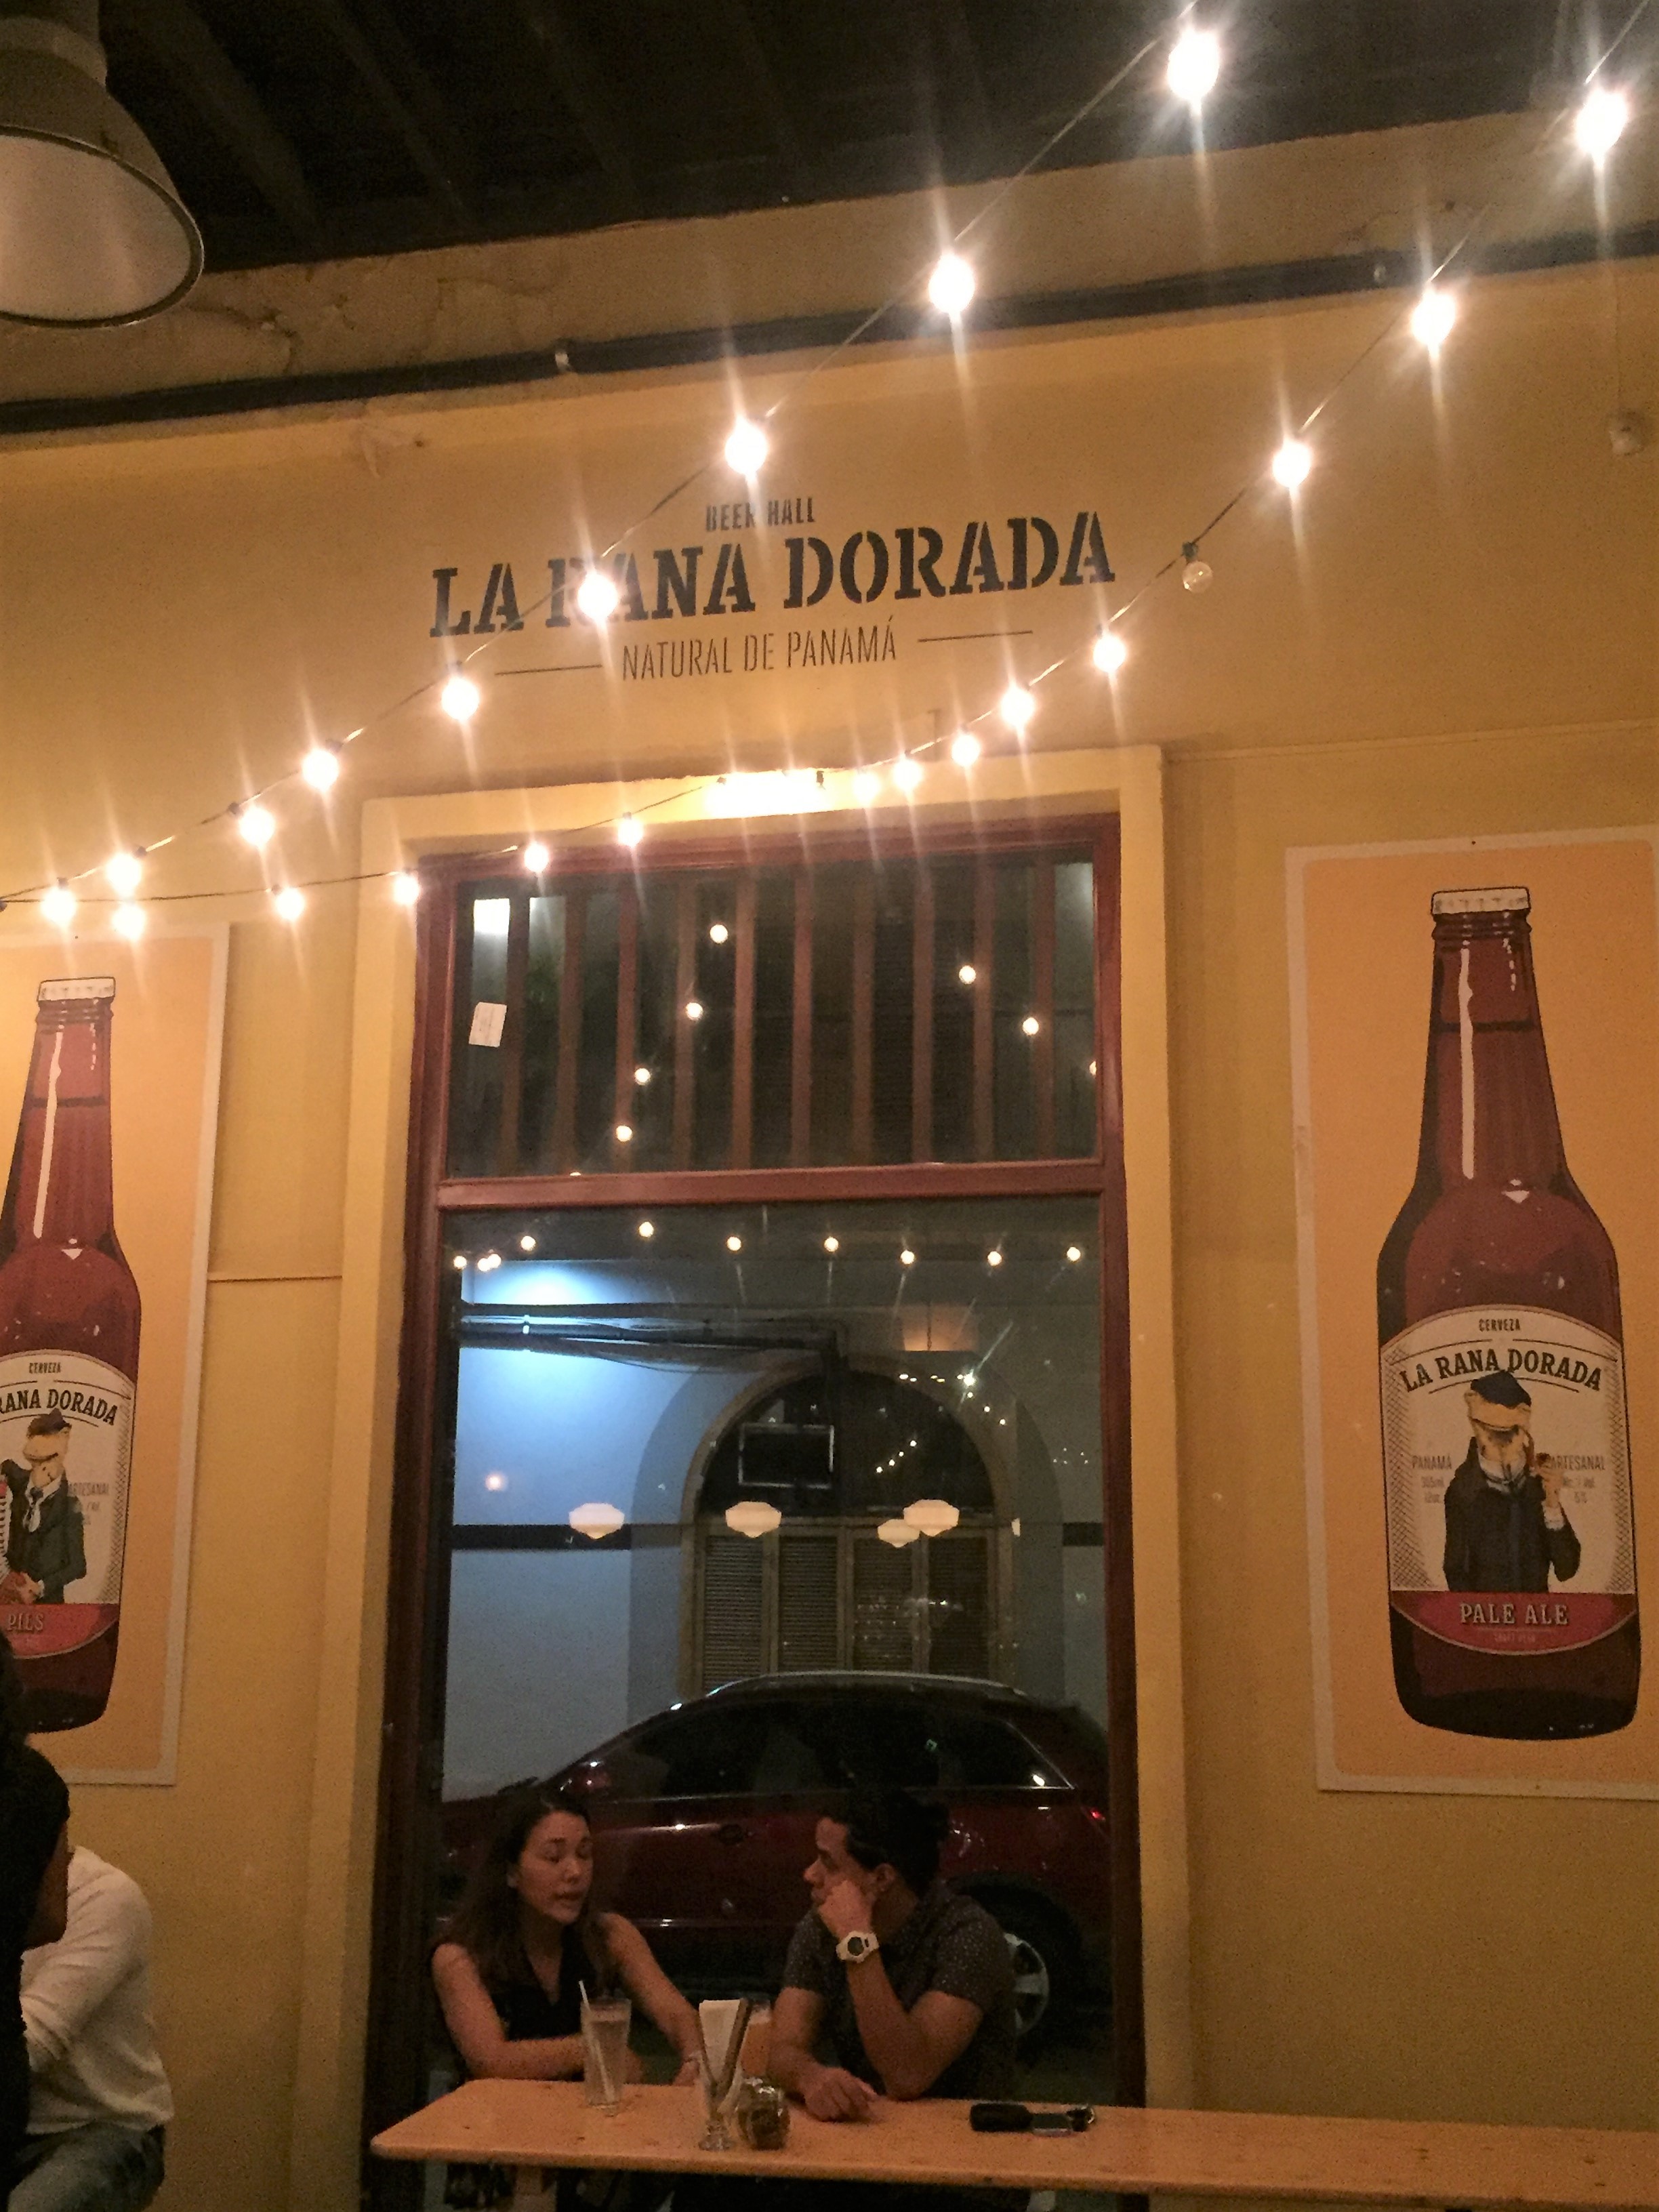 BEER HALL
LA RANA DORADA
NATURAL DE PANAMÁ
CERVEZA
RANA DORADA
ARTESANAL
PILS
CERVEZA
LA RANA DORADA
PANAMÁ
ARTESANAL
PALE ALE